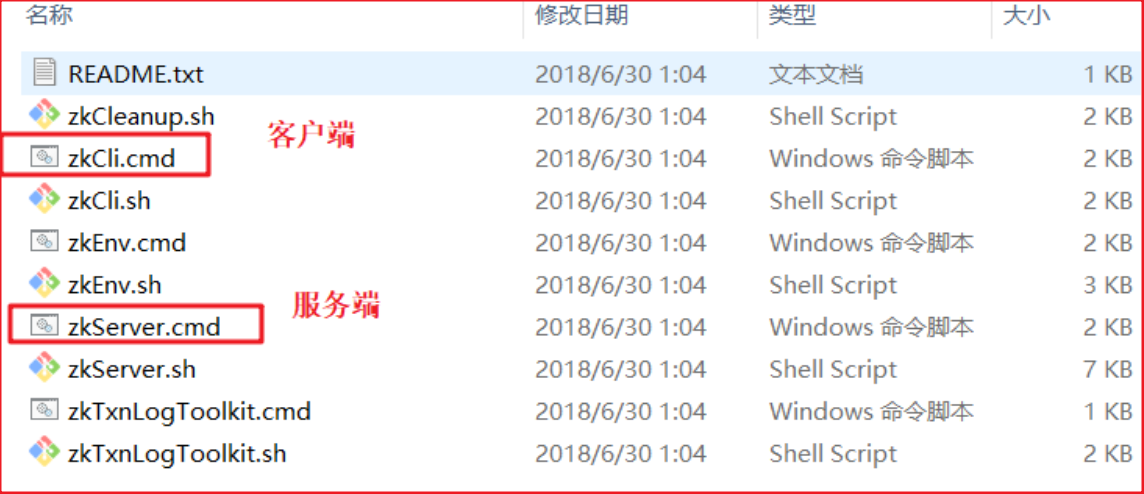 名称 修改日期 类型 大小
README.txt 2018/6/30 1:04 文本文档 1 KB
zkCleanup.sh 2018/6/30 1:04 Shell Script 2 KB
客户端
zkCli.cmd 2018/6/30 1:04 Windows 命令脚本 2 KB
zkCli.sh 2018/6/30 1:04 Shell Script 2 KB
zkEnv.cmd 2018/6/30 1:04 Windows 命令脚本 2 KB
zkEnv.sh 2018/6/30 1:04 Shell Script 3 KB
服务端
zkServer.cmd 2018/6/30 1:04 Windows 命令脚本 2 KB
zkServer.sh 2018/6/30 1:04 Shell Script 7 KB
zkTxnLogToolkit.cmd 2018/6/30 1:04 Windows 命令脚本 1 KB
zkTxnLogToolkit.sh 2018/6/30 1:04 Shell Script 2 KB